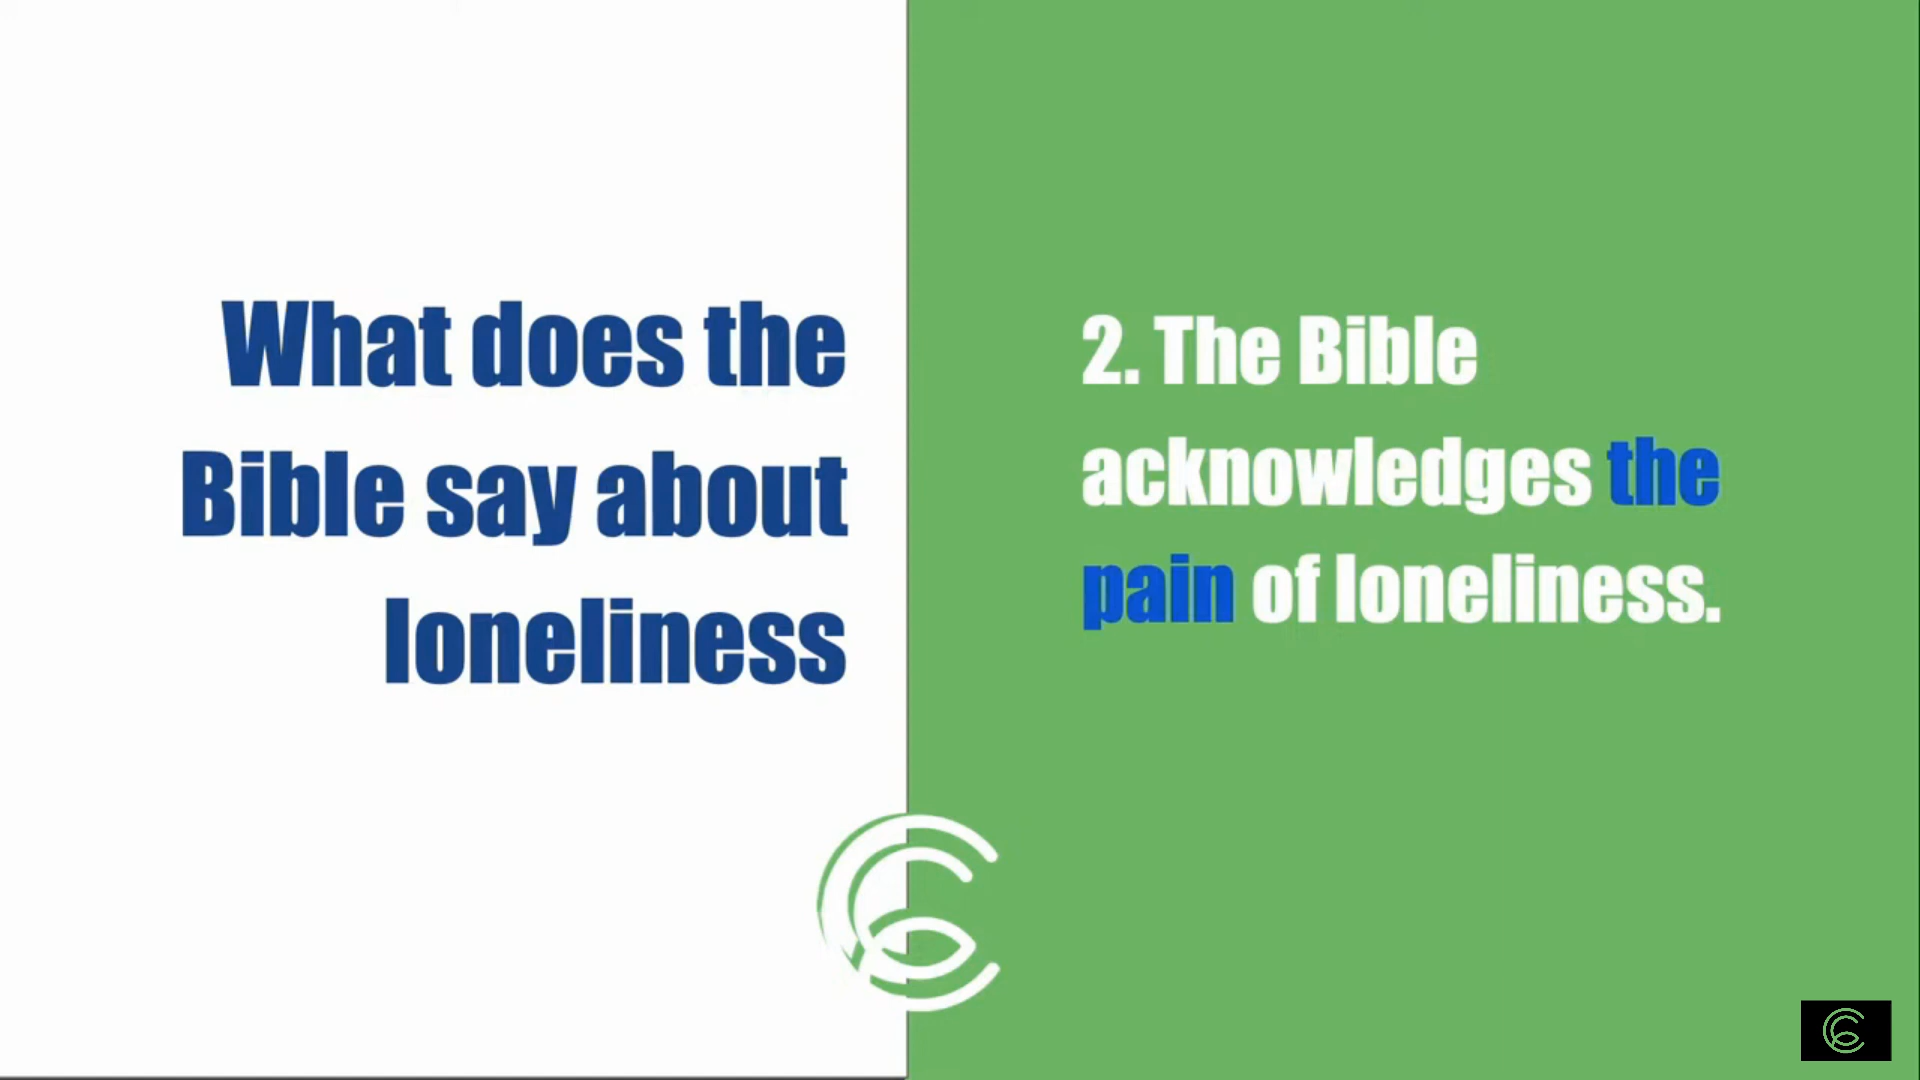 What does the
Bible say about
loneliness
2. The Bible
acknowledges the
pain of loneliness.